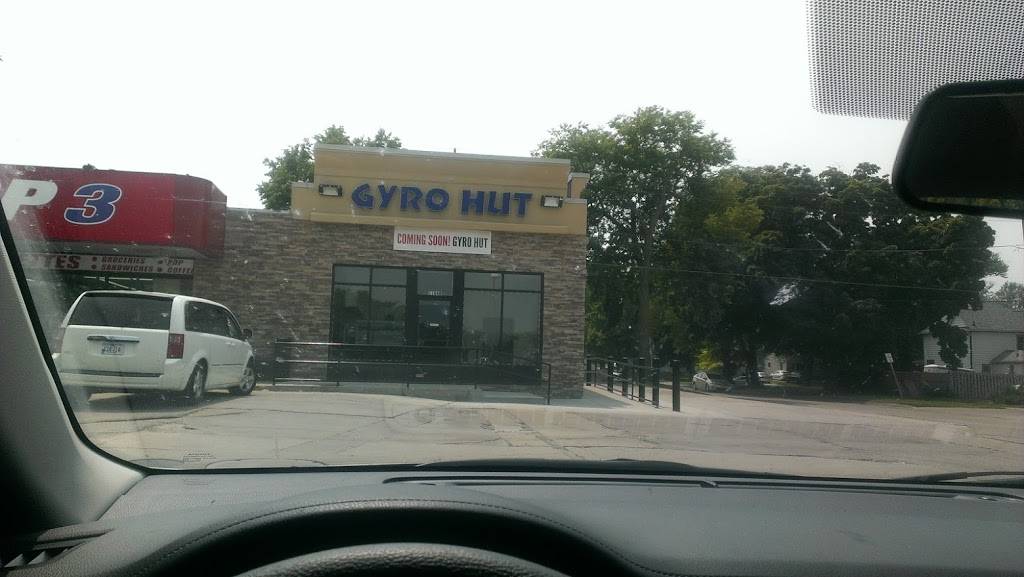 P 3
GYRO HUT
COMING SOON! GYRO HUT
GROCERIES • POP
SANDWICHES • COFFEE